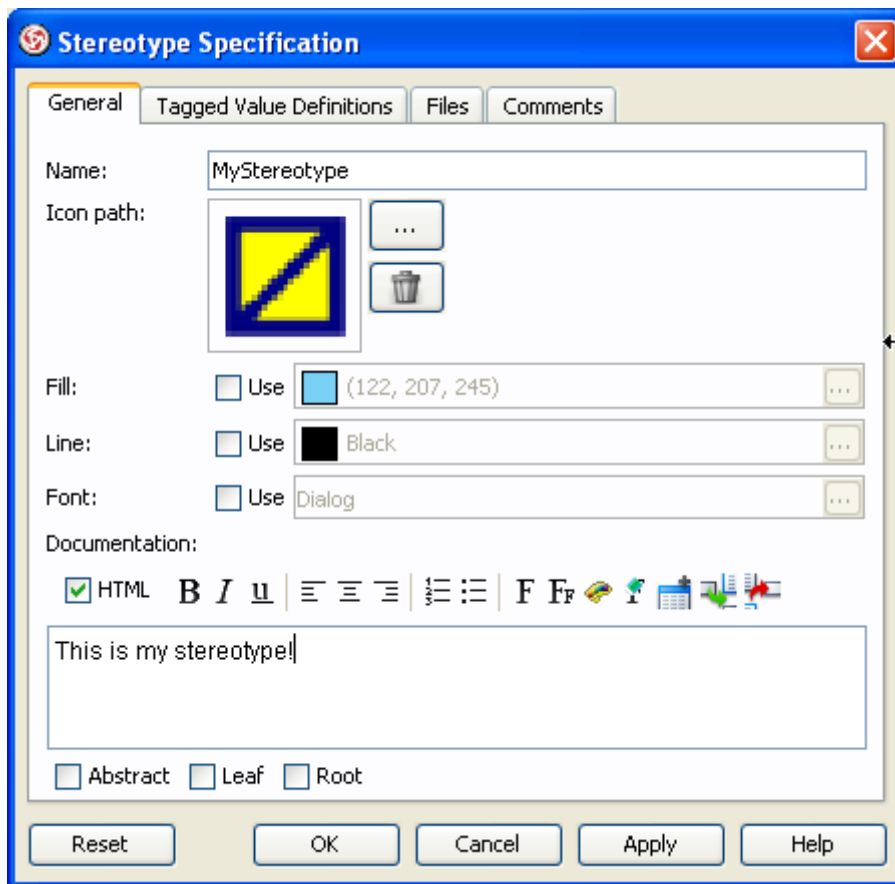 Stereotype Specification
General Tagged Value Definitions Files Comments
Name: MyStereotype
Icon path: ...
Fill: Use (122, 207, 245) ...
Line: Use Black ...
Font: Use Dialog ...
Documentation:
HTML B I u F FF
This is my stereotype!
Abstract Leaf Root
Reset OK Cancel Apply Help